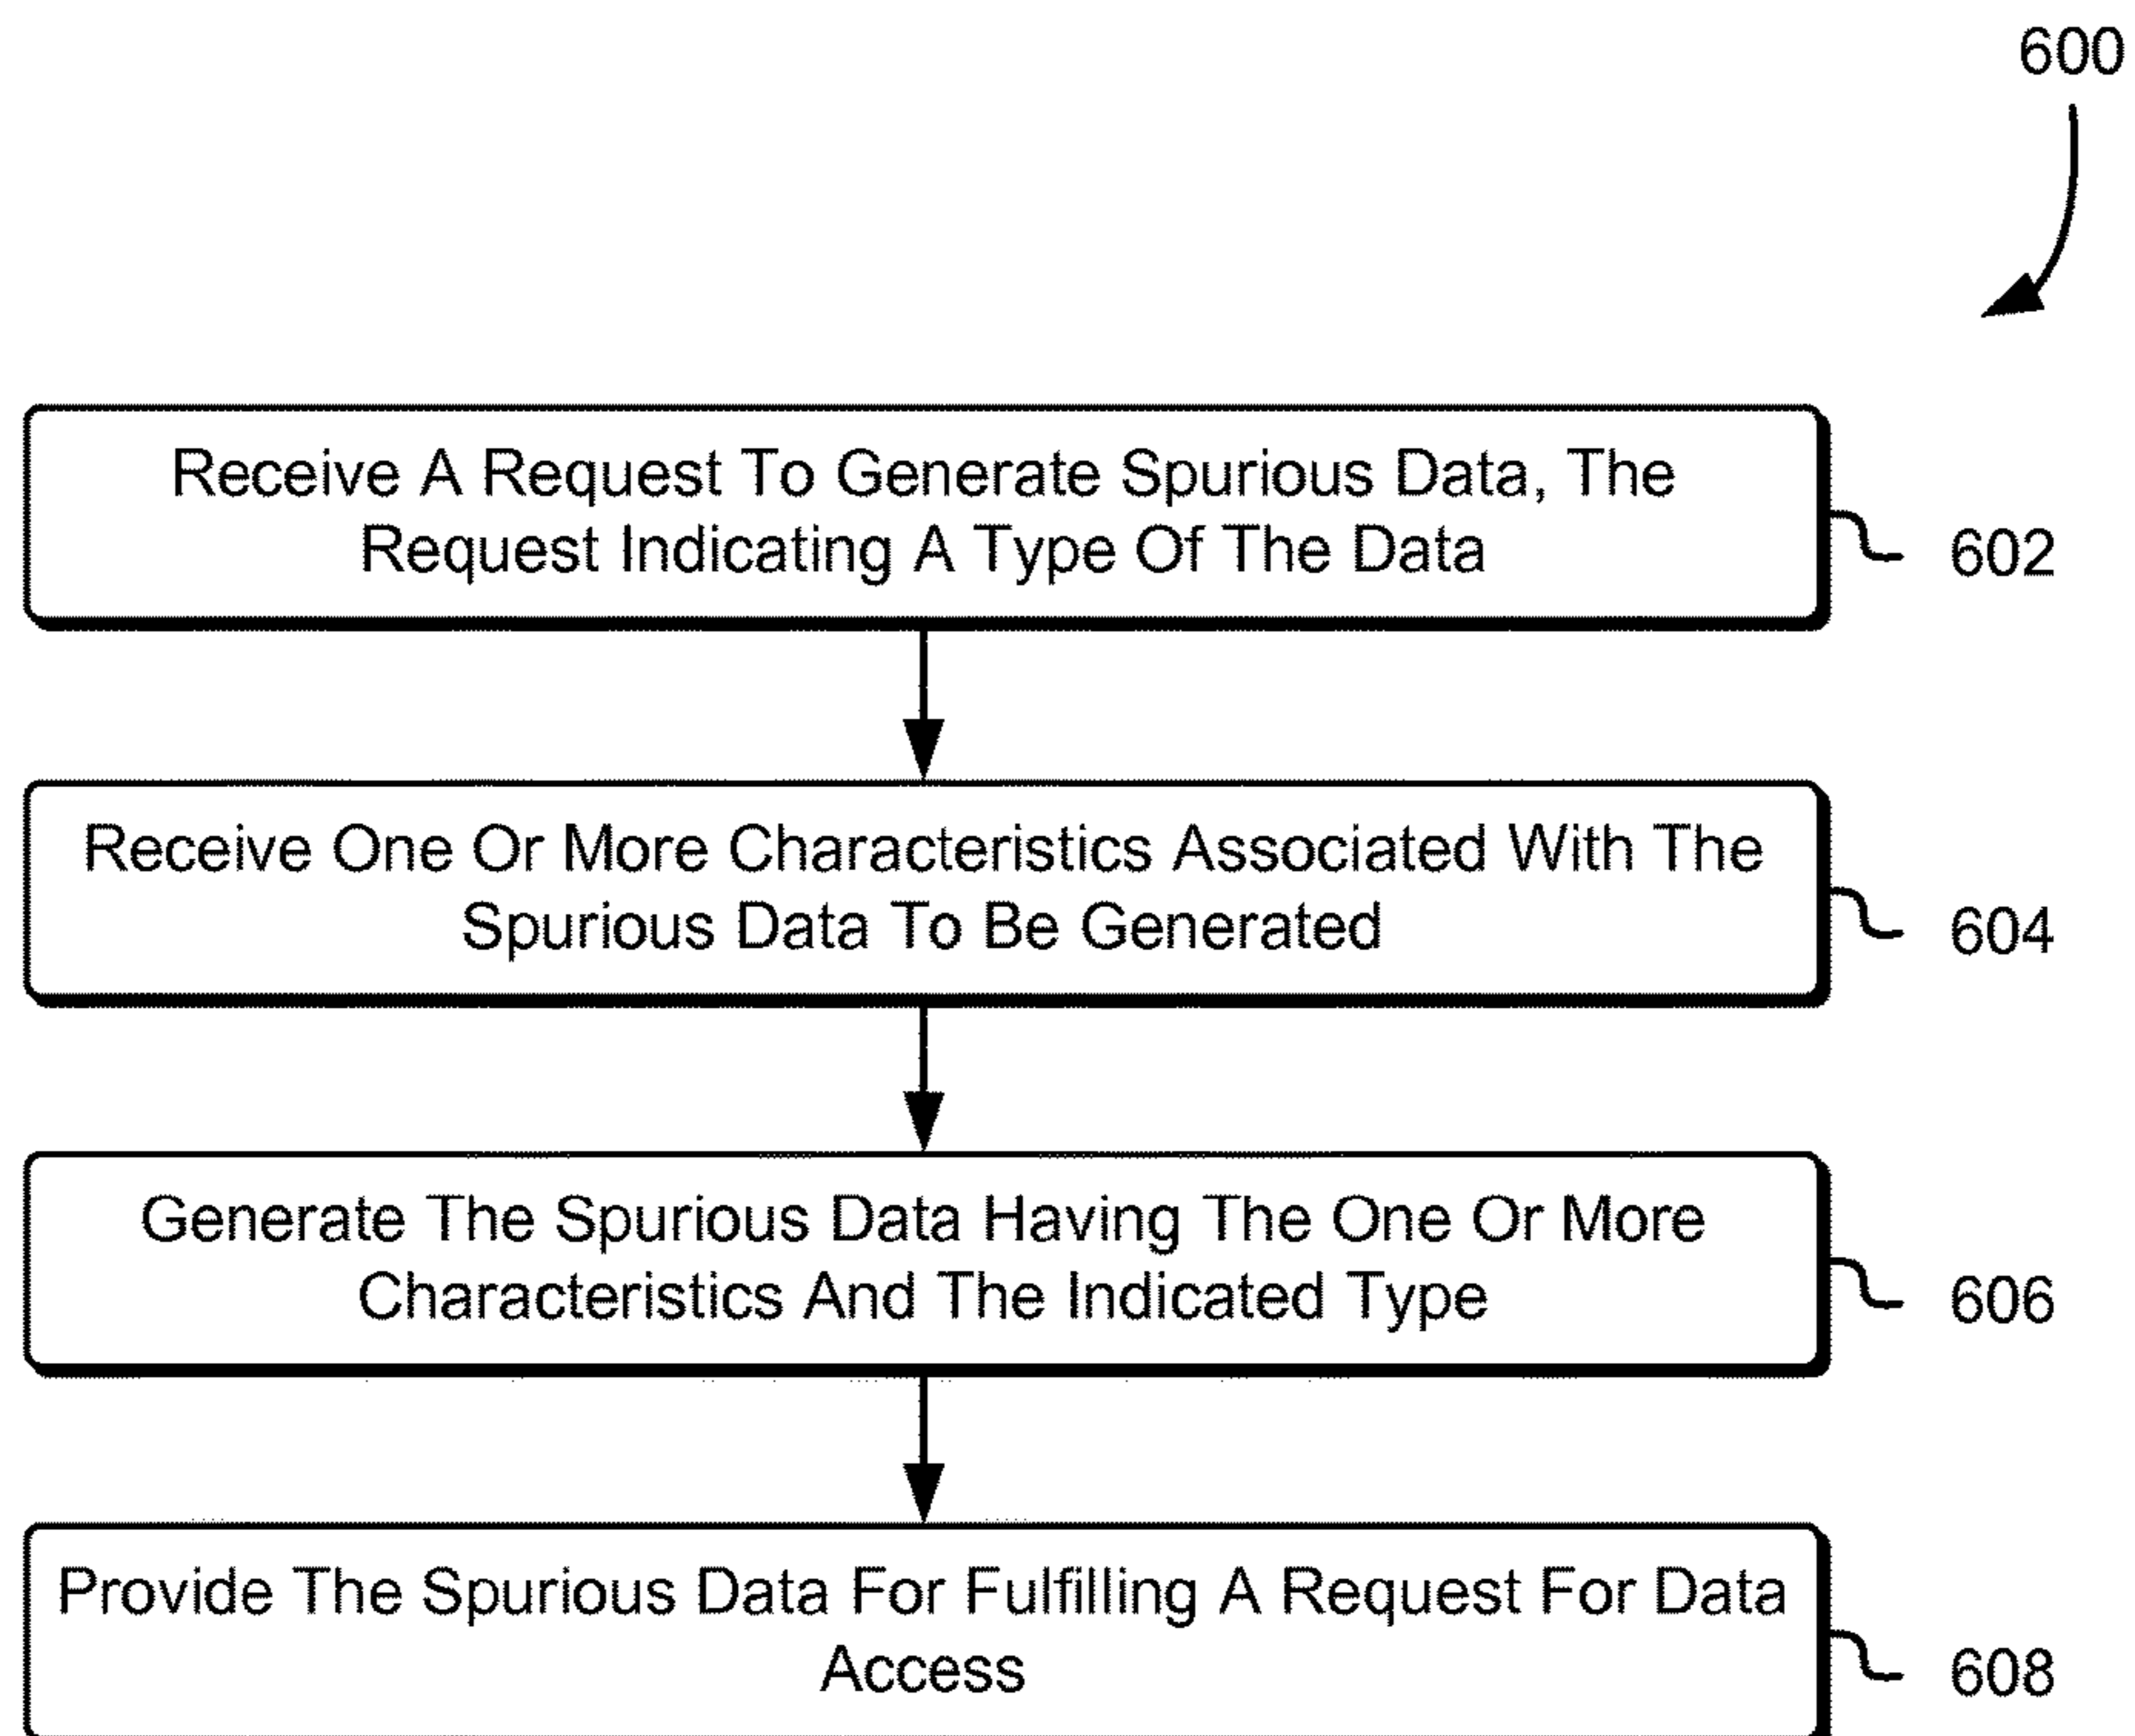 600
Receive A Request To Generate Spurious Data, The
Request Indicating A Type Of The Data
602
Receive One Or More Characteristics Associated With The
Spurious Data To Be Generated
604
Generate The Spurious Data Having The One Or More
Characteristics And The Indicated Type
606
Provide The Spurious Data For Fulfilling A Request For Data
Access
608